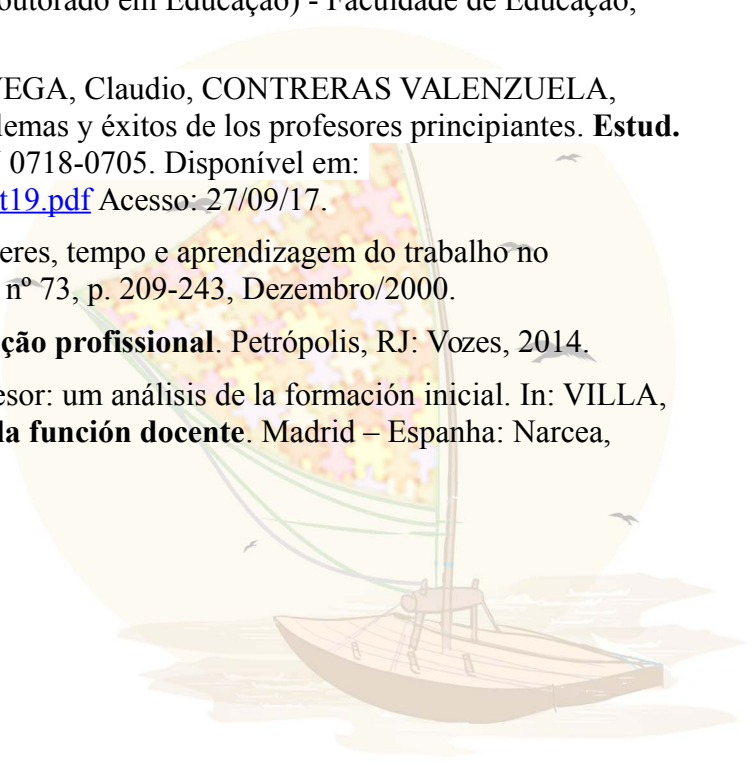 outorado em Educação) - Faculdade de Educação,
VEGA, Claudio, CONTRERAS VALENZUELA,
lemas y éxitos de los profesores principiantes. Estud.
0718-0705. Disponível em:
t19.pdf Acesso: 27/09/17.
eres, tempo e aprendizagem do trabalho no
nº 73, p. 209-243, Dezembro/2000.
ção profissional. Petrópolis, RJ: Vozes, 2014.
esor: um análisis de la formación inicial. In: VILLA,
la función docente. Madrid – Espanha: Narcea,